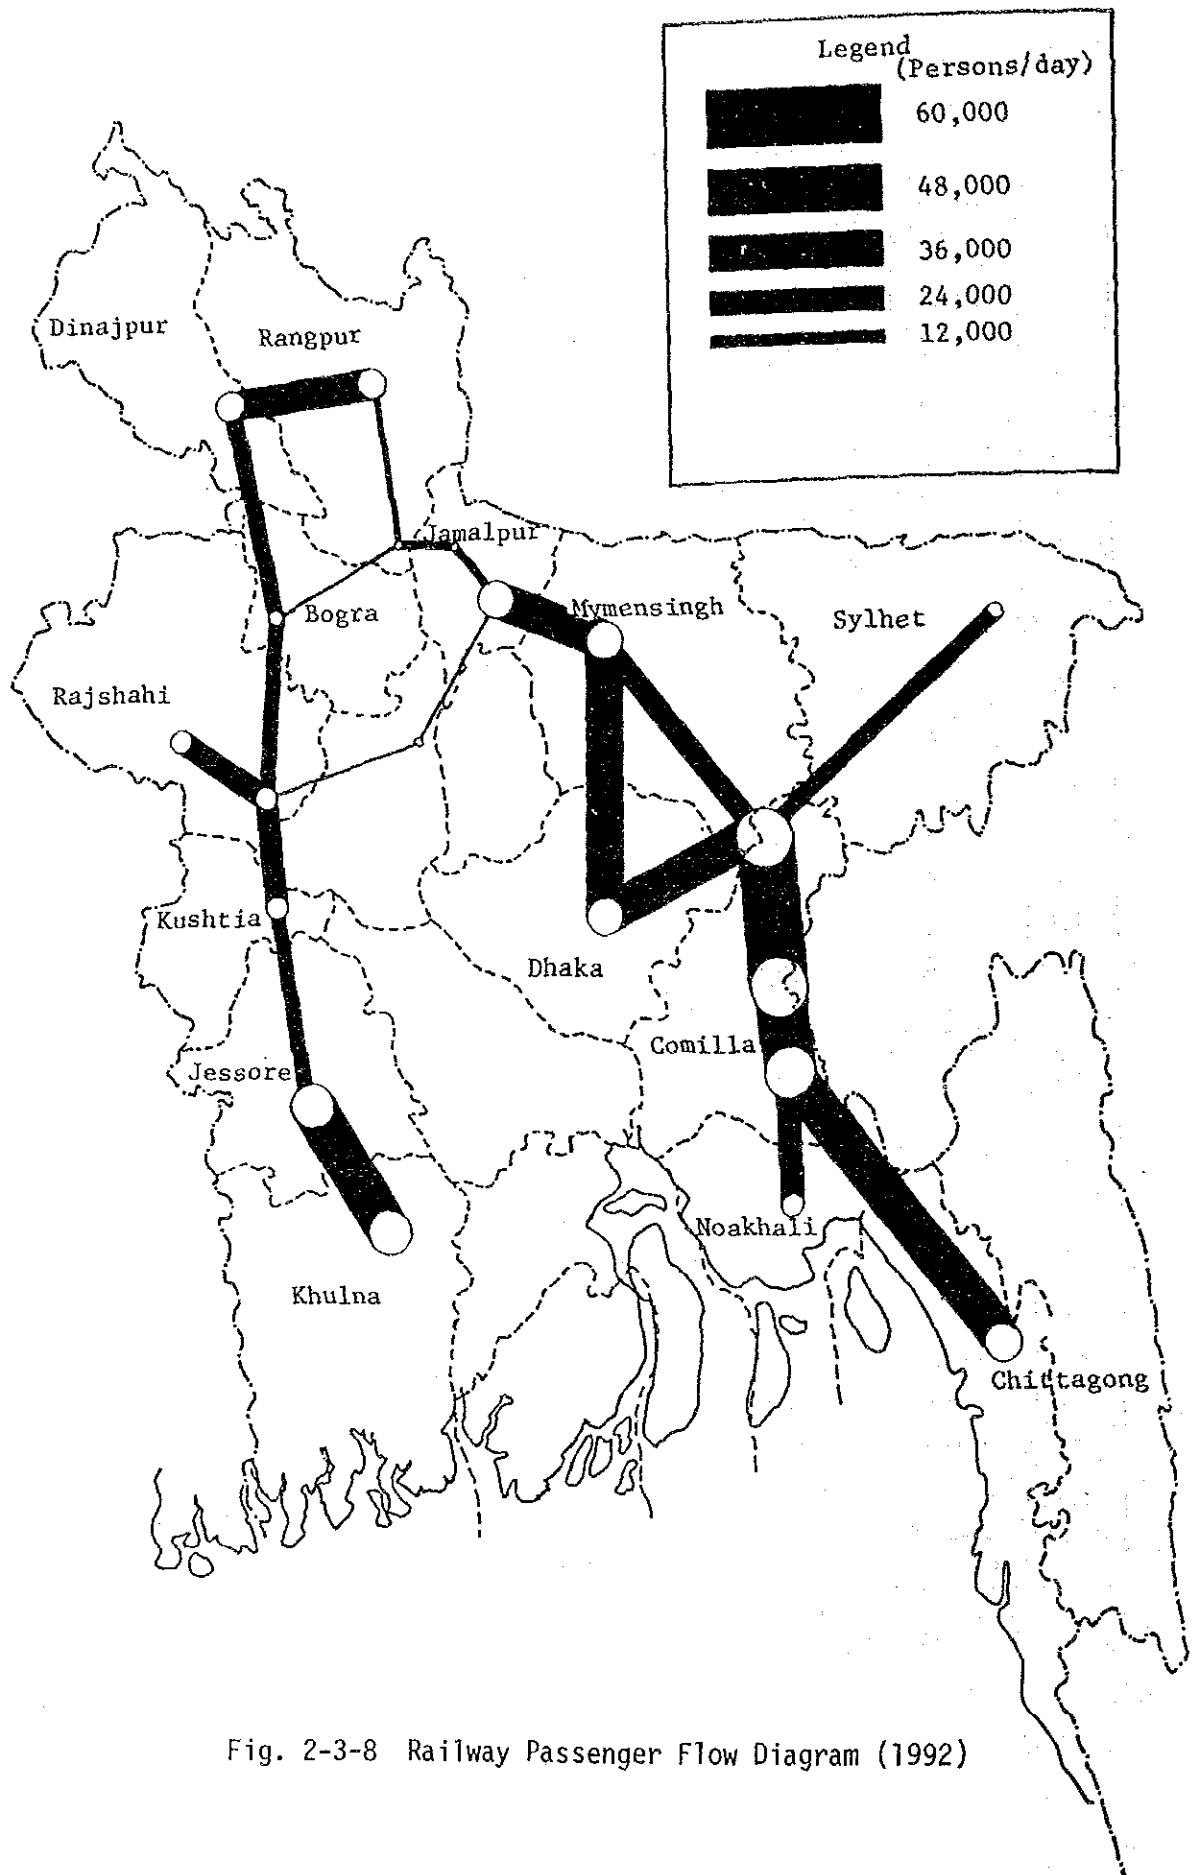 Legend
(Persons/day)
60,000
48,000
36,000
24,000
12,000
Dinajpur
Rangpur
Jamalpur
Bogra
Mymensingh
Sylhet
Rajshahi
Kushtia
Dhaka
Comilla
Jessore
Noakhali
Khulna
Chittagong
Fig. 2-3-8 Railway Passenger Flow Diagram (1992)